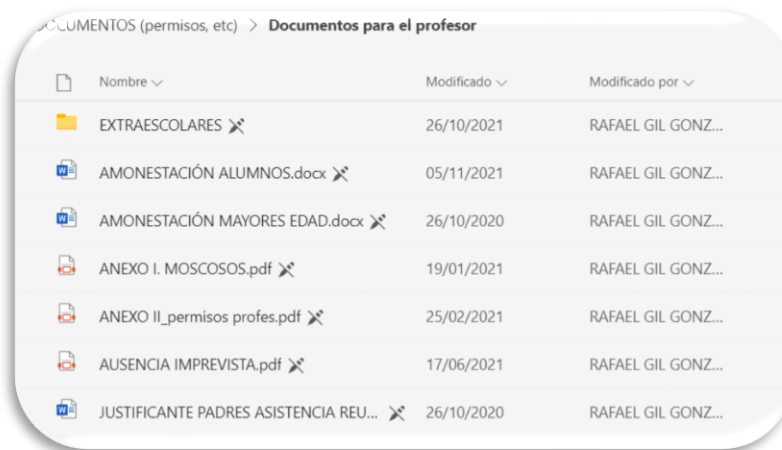 DOCUMENTOS (permisos, etc) > Documentos para el profesor
Nombre Modificado Modificado por
EXTRAESCOLARES 26/10/2021 RAFAEL GIL GONZ...
AMONESTACIÓN ALUMNOS.docx 05/11/2021 RAFAEL GIL GONZ...
AMONESTACIÓN MAYORES EDAD.docx 26/10/2020 RAFAEL GIL GONZ...
ANEXO I. MOSCOSOS.pdf 19/01/2021 RAFAEL GIL GONZ...
ANEXO II_permisos profes.pdf 25/02/2021 RAFAEL GIL GONZ...
AUSENCIA IMPREVISTA.pdf 17/06/2021 RAFAEL GIL GONZ...
JUSTIFICANTE PADRES ASISTENCIA REU... 26/10/2020 RAFAEL GIL GONZ...